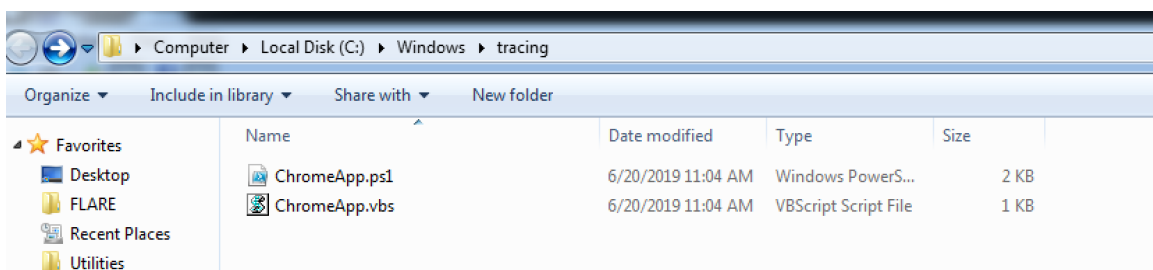 Computer Local Disk (C:) Windows tracing
Organize Include in library Share with New folder
Favorites
Desktop
FLARE
Recent Places
Utilities
Name Date modified Type Size
ChromeApp.ps1 6/20/2019 11:04 AM Windows PowerS... 2 KB
ChromeApp.vbs 6/20/2019 11:04 AM VBScript Script File 1 KB